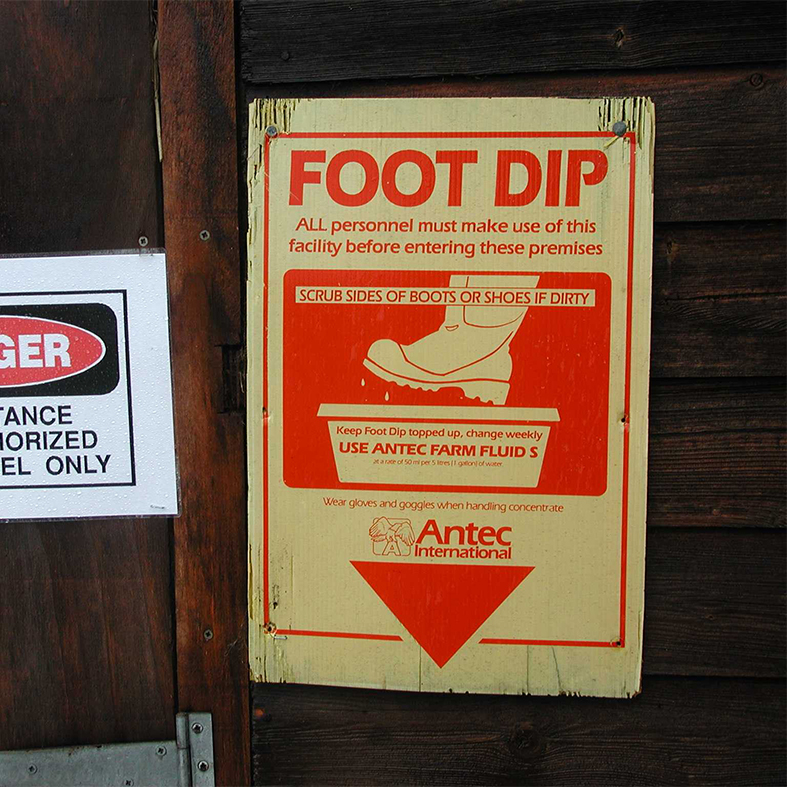 FOOT DIP
ALL personnel must make use of this
facility before entering these premises
SCRUB SIDES OF BOOTS OR SHOES IF DIRTY
Keep Foot Dip topped up, change weekly
USE ANTEC FARM FLUID S
at a rate of 50 ml per 5 litres (1 gallon) of water.
Wear gloves and goggles when handling concentrate
A
Antec
International
GER
TANCE
HORIZED
EL ONLY